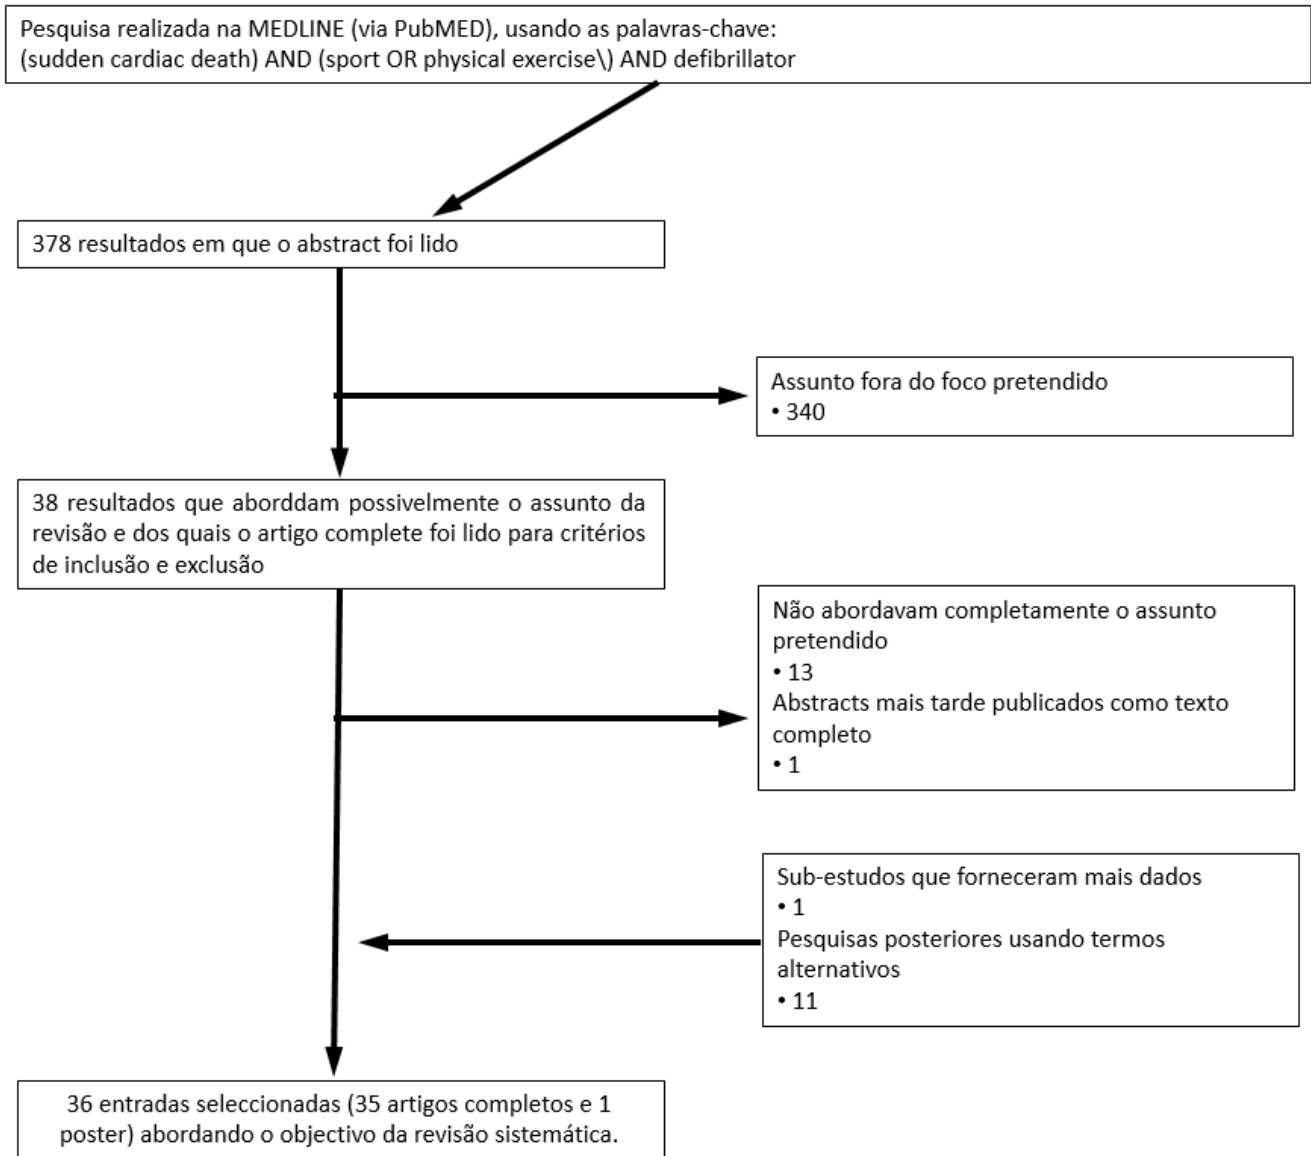 Pesquisa realizada na MEDLINE (via PubMED), usando as palavras-chave:
(sudden cardiac death) AND (sport OR physical exercise\) AND defibrillator
378 resultados em que o abstract foi lido
Assunto fora do foco pretendido
• 340
38 resultados que aborddam possivelmente o assunto da
revisão e dos quais o artigo complete foi lido para critérios
de inclusão e exclusão
Não abordavam completamente o assunto
pretendido
• 13
Abstracts mais tarde publicados como texto
completo
• 1
Sub-estudos que forneceram mais dados
• 1
Pesquisas posteriores usando termos
alternativos
• 11
36 entradas seleccionadas (35 artigos completos e 1
poster) abordando o objectivo da revisão sistemática.